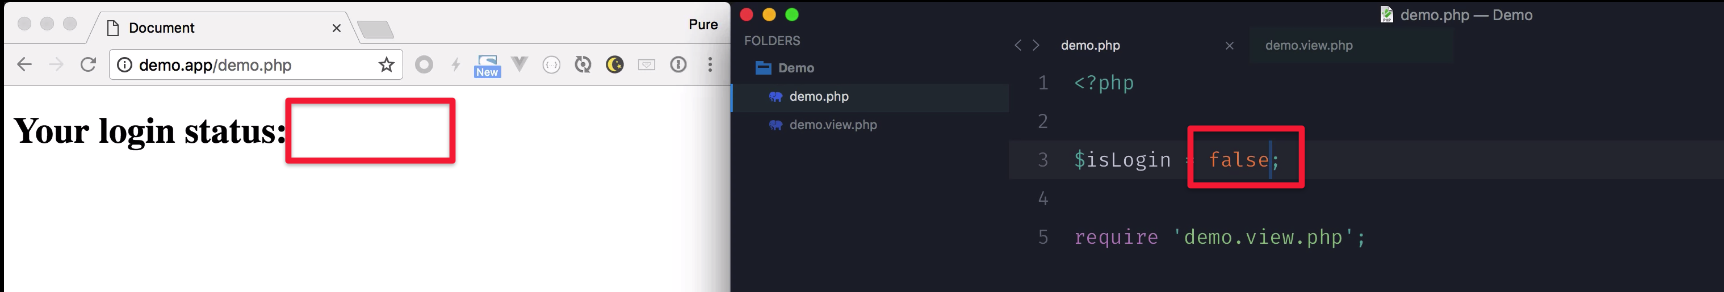 Document
Pure
demo.app/demo.php
New
Your login status:
demo.php — Demo
FOLDERS
Demo
demo.php
demo.view.php
demo.php
demo.view.php
1 <?php
2
3 $isLogin = false;
4
5 require 'demo.view.php';